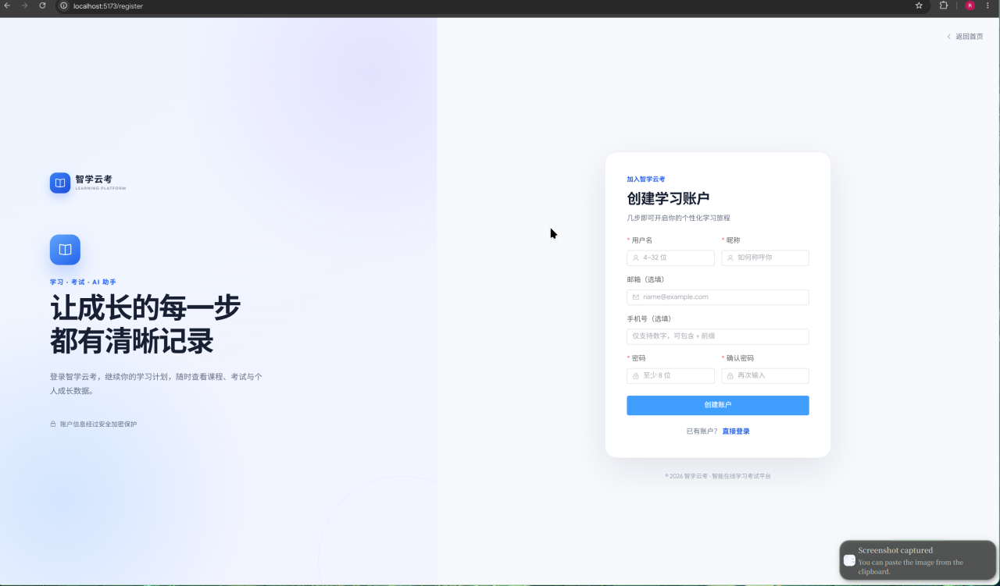 localhost:5173/register
R
返回首页
智学云考
LEARNING PLATFORM
学习 · 考试 · AI 助手
让成长的每一步
都有清晰记录
登录智学云考，继续你的学习计划，随时查看课程、考试与个
人成长数据。
账户信息经过安全加密保护
加入智学云考
创建学习账户
几步即可开启你的个性化学习旅程
* 用户名
* 昵称
4–32 位
如何称呼你
邮箱（选填）
name@example.com
手机号（选填）
仅支持数字，可包含 + 前缀
* 密码
* 确认密码
至少 8 位
再次输入
创建账户
已有账户？ 直接登录
© 2026 智学云考 · 智能在线学习考试平台
Screenshot captured
You can paste the image from the
clipboard.